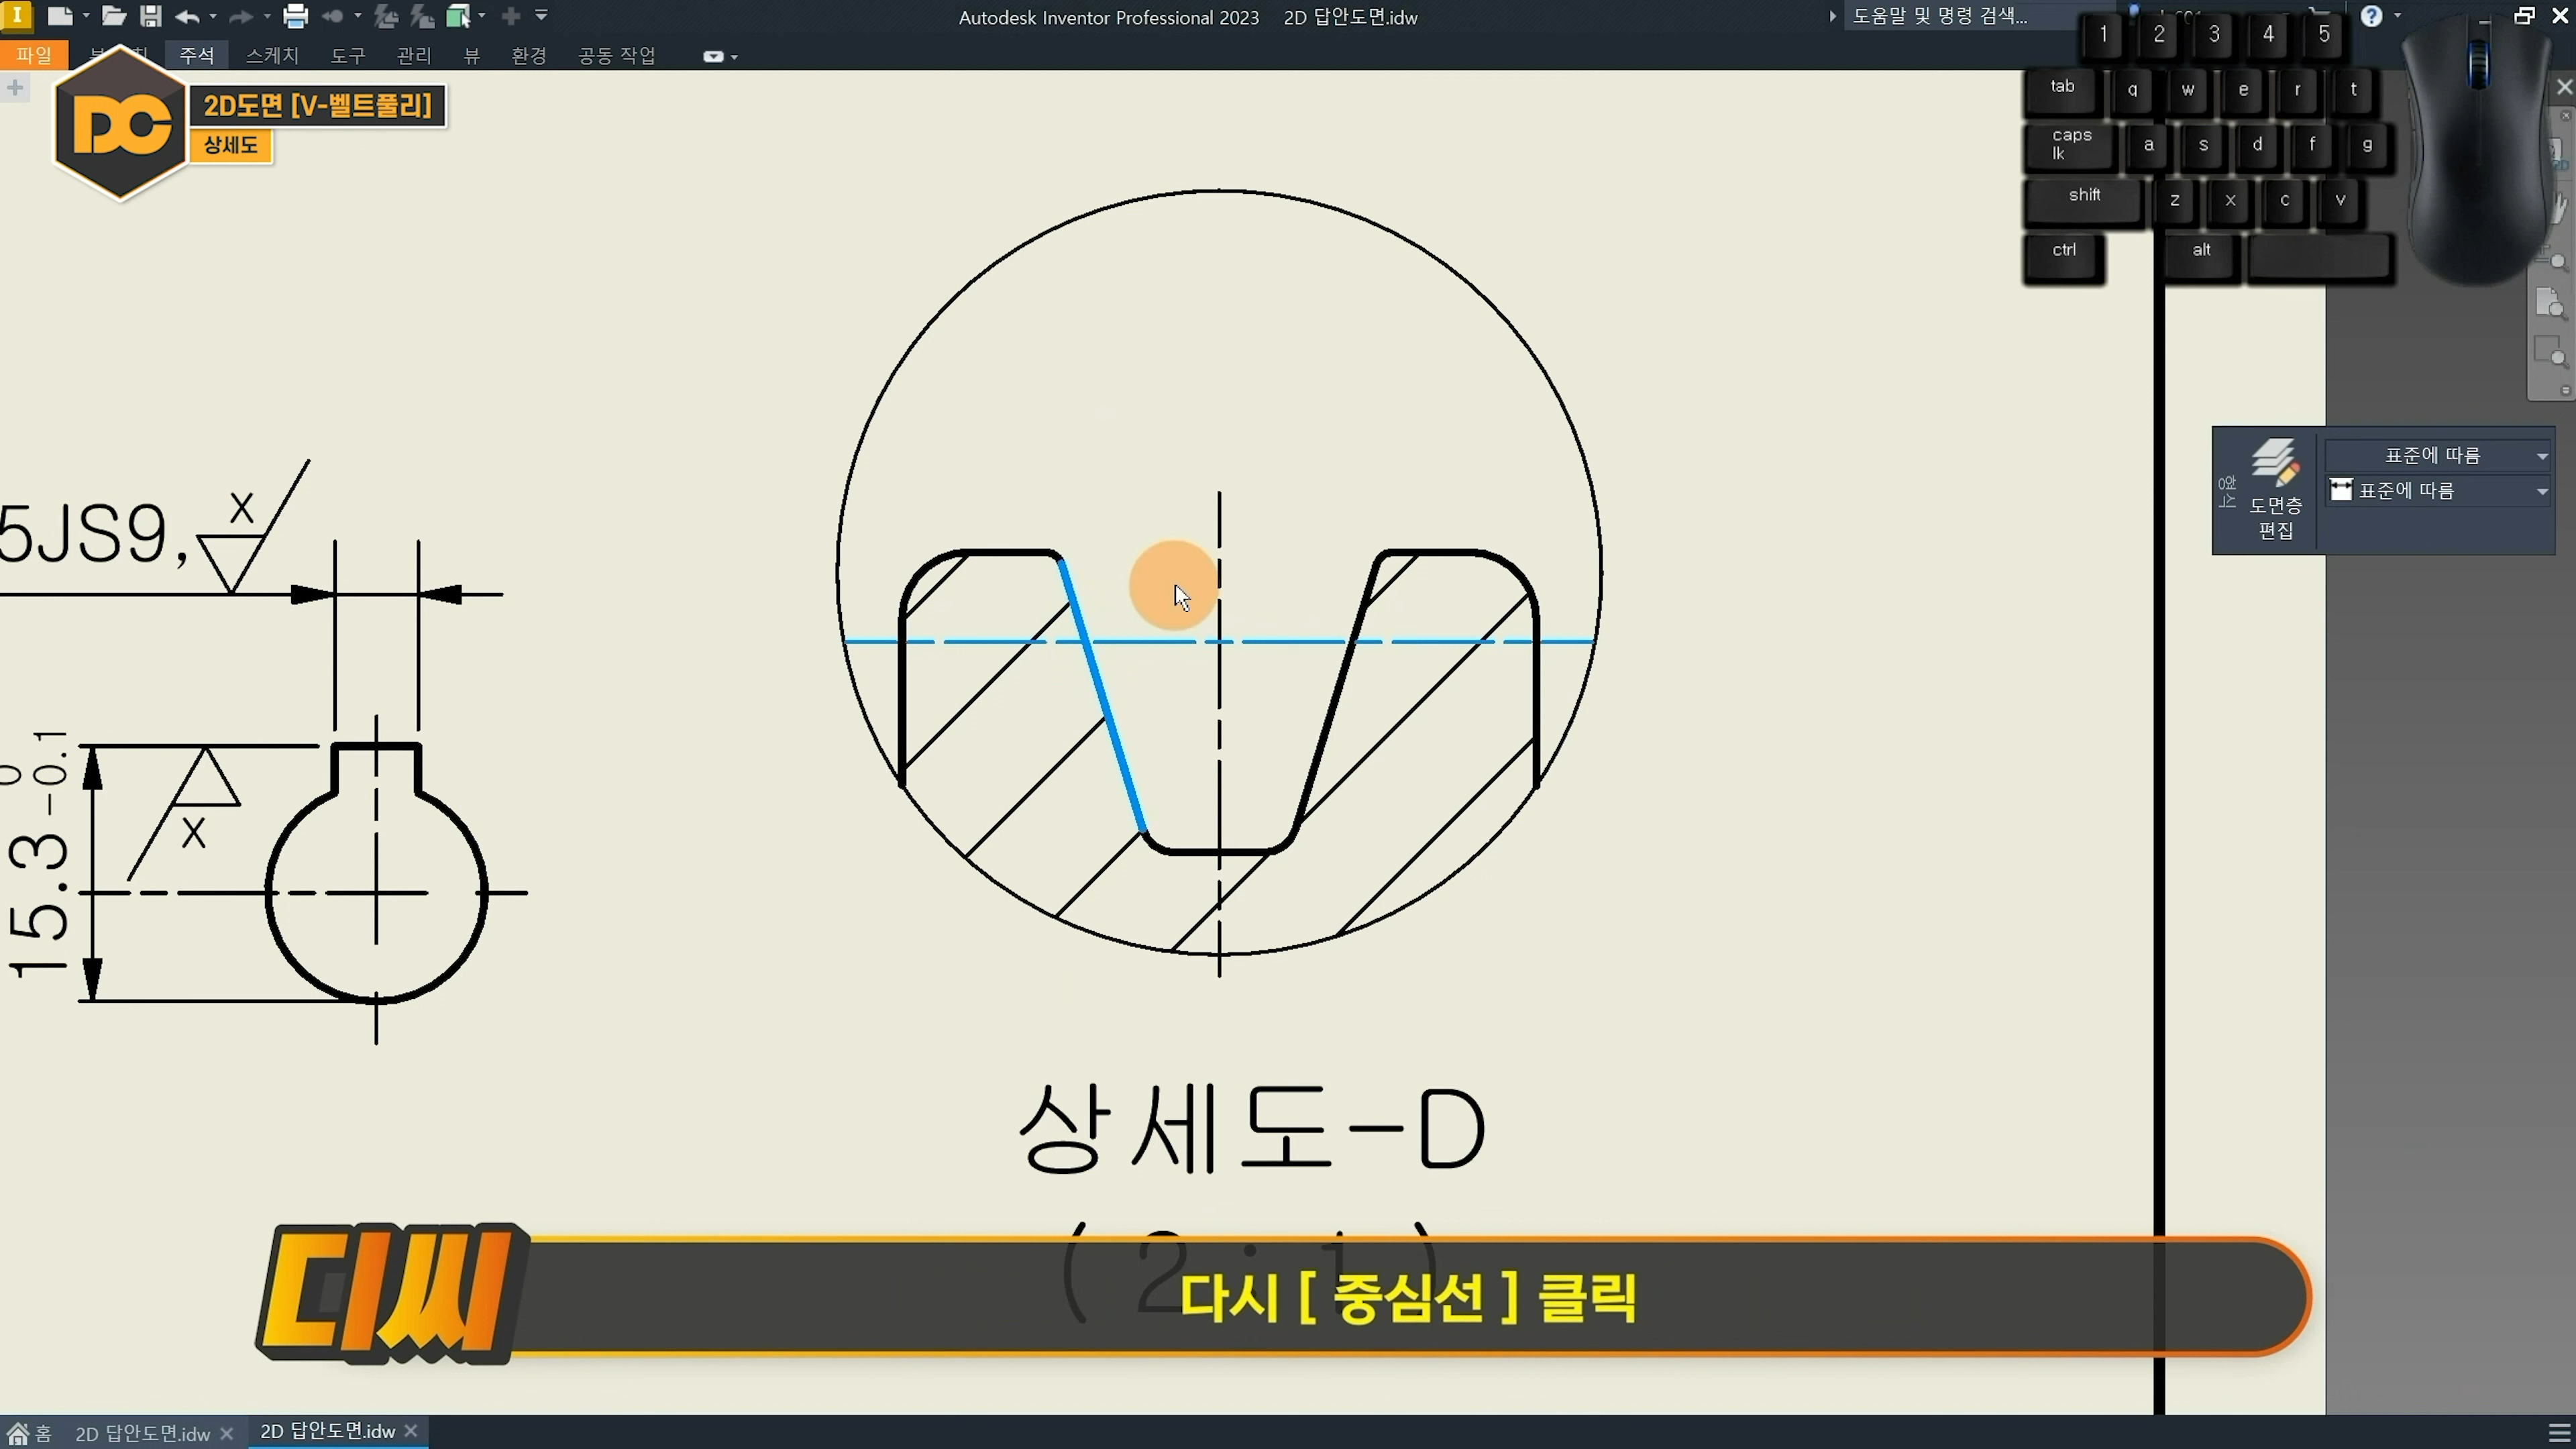 Autodesk Inventor Professional 2023 2D 답안도면.idw
도움말 및 명령 검색...
파일 주석 스케치 도구 관리 뷰 환경 공동 작업
DC
2D도면 [V-벨트풀리]
상세도
1 2 3 4 5
tab q w e r t
caps lk a s d f g
shift z x c v
ctrl alt
형식
도면층
편집
표준에 따름
표준에 따름
5JS9,
x
15.3
0
-0.1
x
상세도-D
(2:1)
디씨
다시 [ 중심선 ] 클릭
홈 2D 답안도면.idw 2D 답안도면.idw